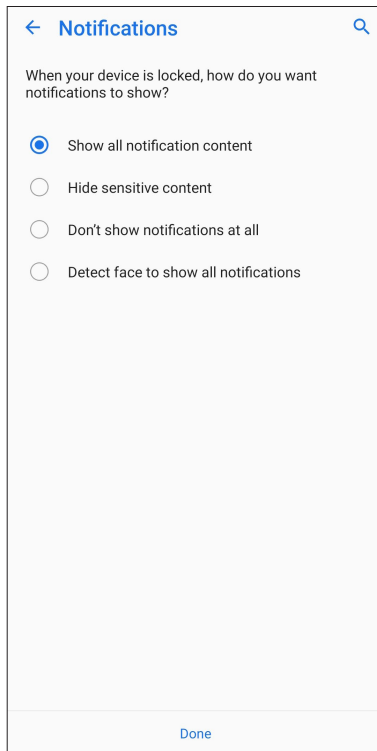 Notifications
When your device is locked, how do you want
notifications to show?
Show all notification content
Hide sensitive content
Don't show notifications at all
Detect face to show all notifications
Done